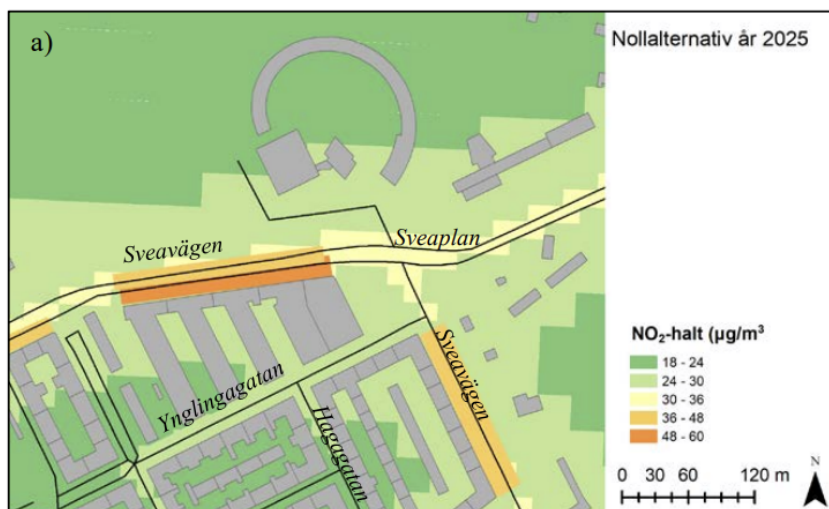 a)
Nollalternativ år 2025
Sveavägen
Sveaplan
Sveavägen
Ynglingagatan
Hagagatan
NO₂-halt (µg/m³
18 - 24
24 - 30
30 - 36
36 - 48
48 - 60
N
0 30 60 120 m